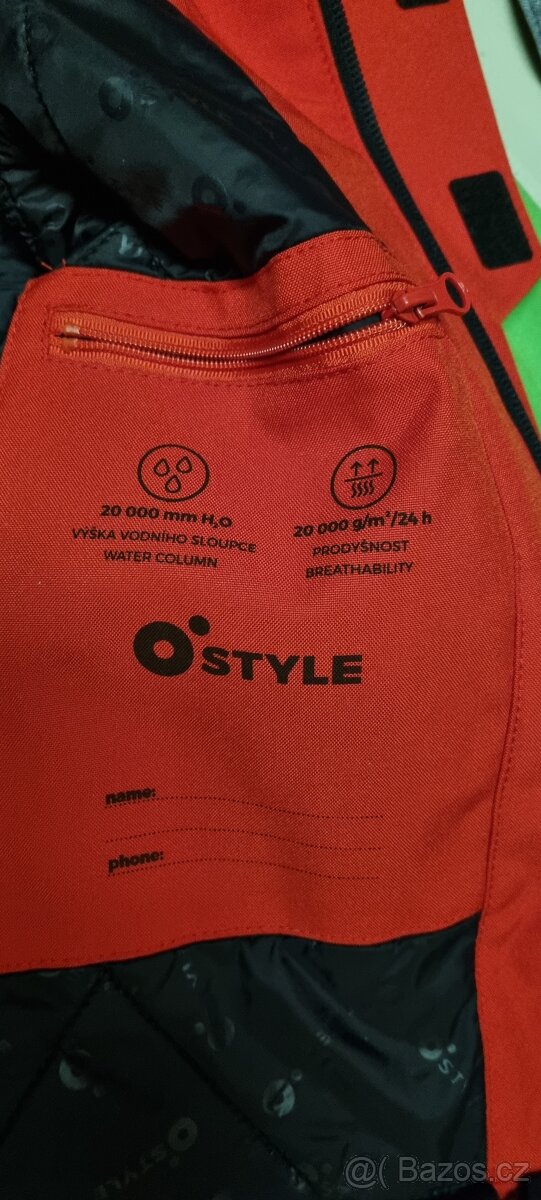 20 000 mm H₂O
VÝŠKA VODNÍHO SLOUPCE
WATER COLUMN
20 000 g/m²/24 h
PRODYŠNOST
BREATHABILITY
O°STYLE
name:
phone:
@ Bazos.cz